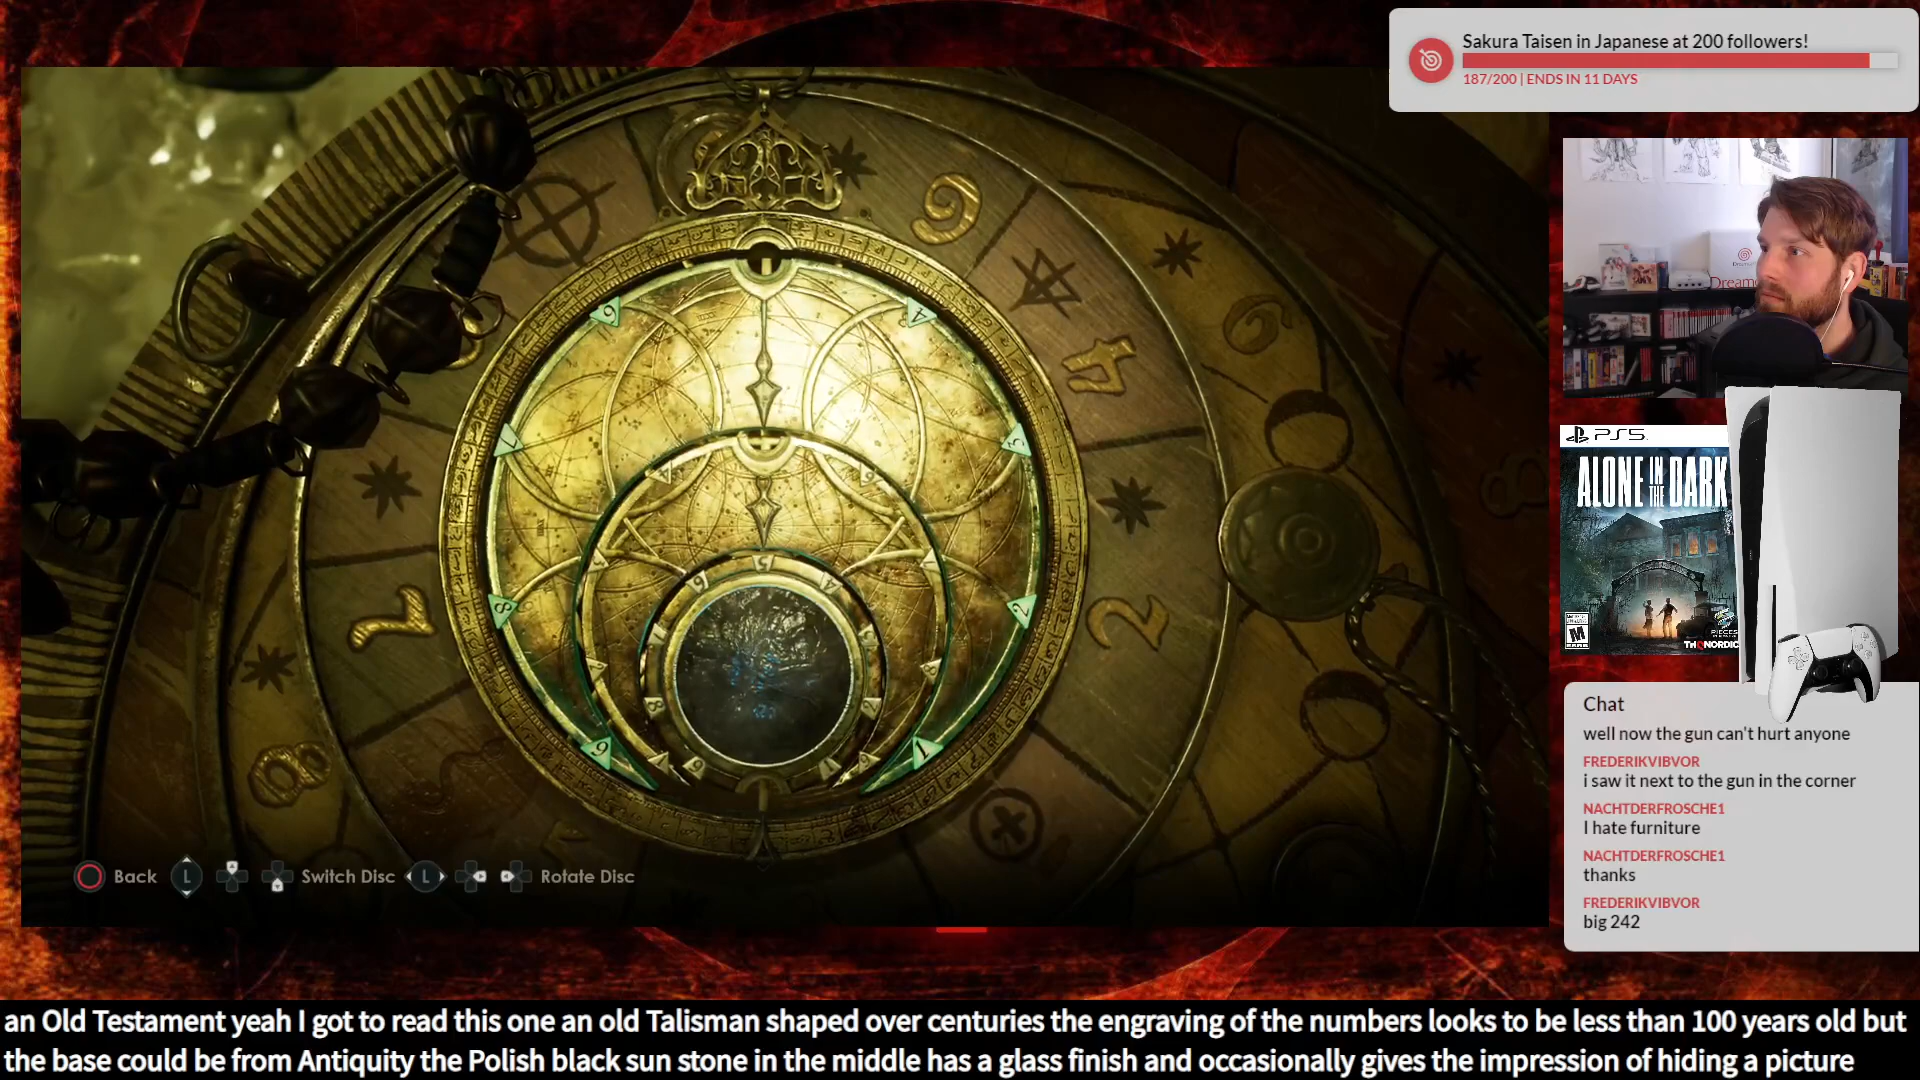 Sakura Taisen in Japanese at 200 followers!
187/200 | ENDS IN 11 DAYS
Back
L
Switch Disc
L
Rotate Disc
PS5
ALONE IN THE DARK
M
Chat
well now the gun can't hurt anyone
FREDERIKVIBVOR
i saw it next to the gun in the corner
NACHTDERFROSCHE1
I hate furniture
NACHTDERFROSCHE1
thanks
FREDERIKVIBVOR
big 242
an Old Testament yeah I got to read this one an old Talisman shaped over centuries the engraving of the numbers looks to be less than 100 years old but
the base could be from Antiquity the Polish black sun stone in the middle has a glass finish and occasionally gives the impression of hiding a picture